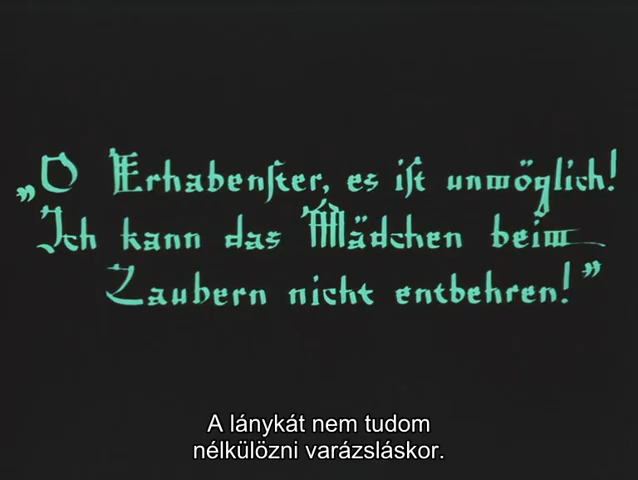 „O Erhabenſter, es iſt unmöglich!
Ich kann das Mädchen beim
Zaubern nicht entbehren!”
A lánykát nem tudom
nélkülözni varázsláskor.